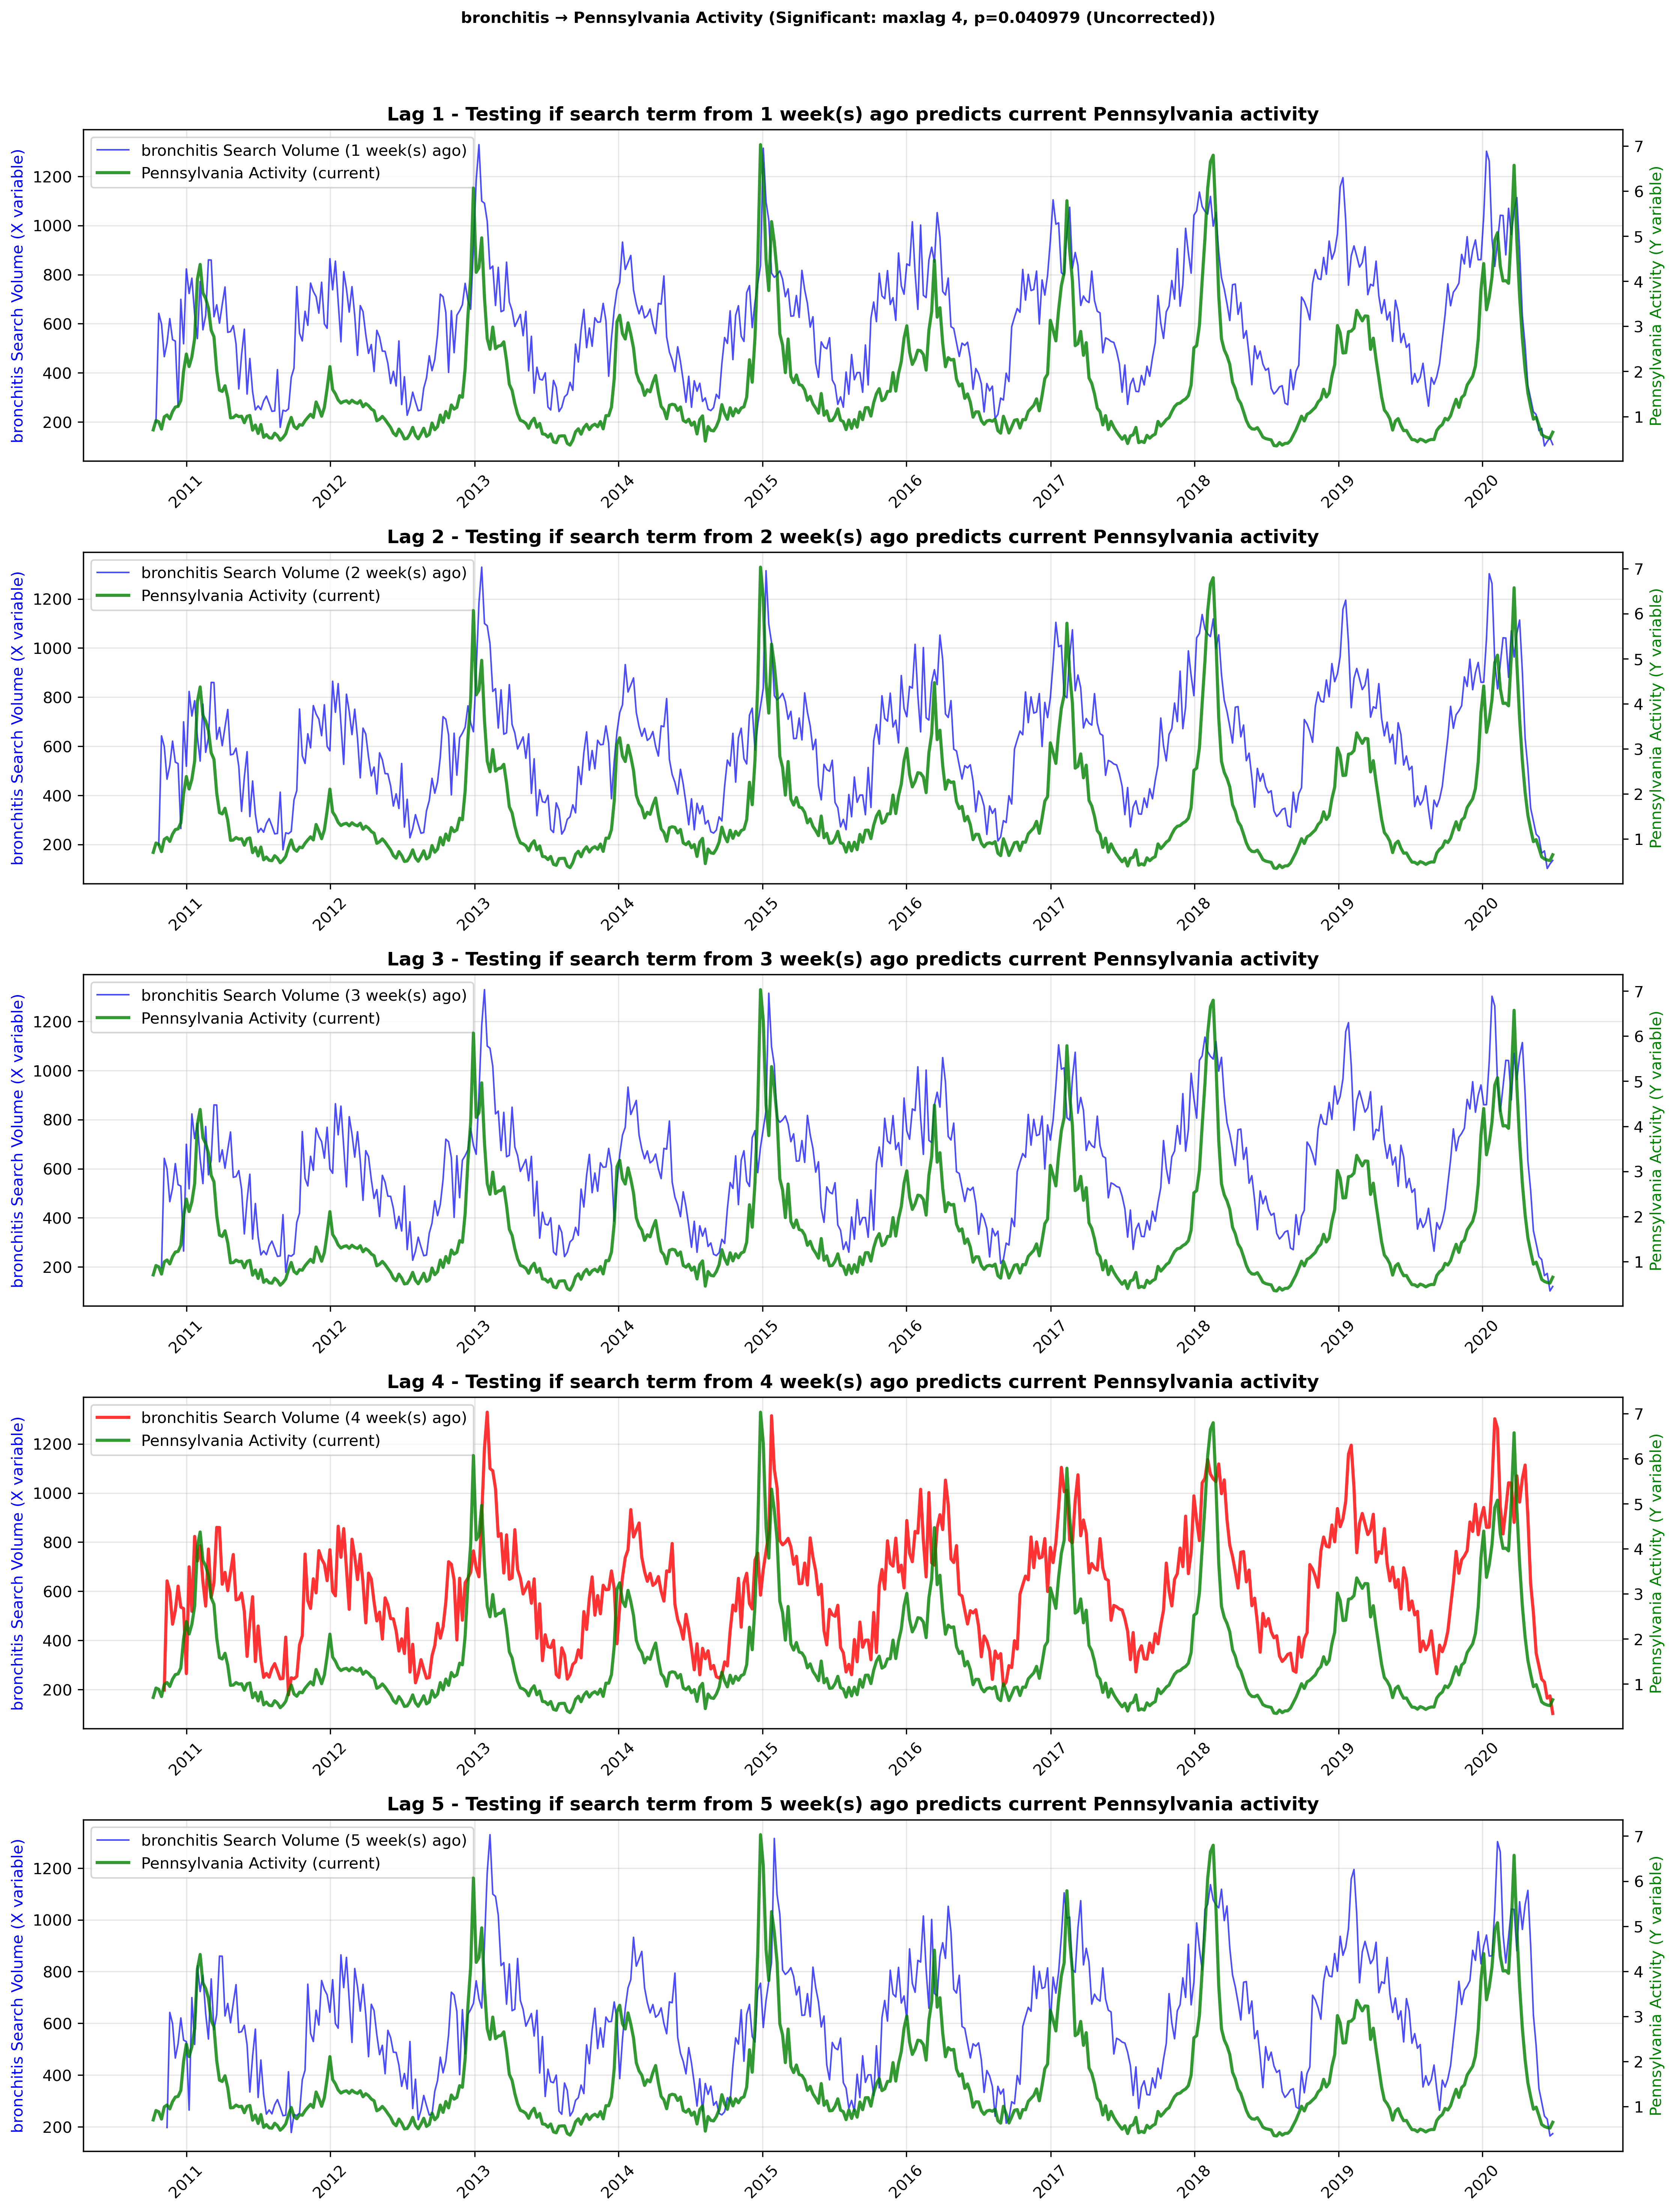 bronchitis → Pennsylvania Activity (Significant: maxlag 4, p=0.040979 (Uncorrected))
Lag 1 - Testing if search term from 1 week(s) ago predicts current Pennsylvania activity
bronchitis Search Volume (1 week(s) ago)
Pennsylvania Activity (current)
bronchitis Search Volume (X variable)
1200
1000
800
600
400
200
7
6
5
4
3
2
1
Pennsylvania Activity (Y variable)
2011 2012 2013 2014 2015 2016 2017 2018 2019 2020
Lag 2 - Testing if search term from 2 week(s) ago predicts current Pennsylvania activity
bronchitis Search Volume (2 week(s) ago)
Pennsylvania Activity (current)
bronchitis Search Volume (X variable)
1200
1000
800
600
400
200
7
6
5
4
3
2
1
Pennsylvania Activity (Y variable)
2011 2012 2013 2014 2015 2016 2017 2018 2019 2020
Lag 3 - Testing if search term from 3 week(s) ago predicts current Pennsylvania activity
bronchitis Search Volume (3 week(s) ago)
Pennsylvania Activity (current)
bronchitis Search Volume (X variable)
1200
1000
800
600
400
200
7
6
5
4
3
2
1
Pennsylvania Activity (Y variable)
2011 2012 2013 2014 2015 2016 2017 2018 2019 2020
Lag 4 - Testing if search term from 4 week(s) ago predicts current Pennsylvania activity
bronchitis Search Volume (4 week(s) ago)
Pennsylvania Activity (current)
bronchitis Search Volume (X variable)
1200
1000
800
600
400
200
7
6
5
4
3
2
1
Pennsylvania Activity (Y variable)
2011 2012 2013 2014 2015 2016 2017 2018 2019 2020
Lag 5 - Testing if search term from 5 week(s) ago predicts current Pennsylvania activity
bronchitis Search Volume (5 week(s) ago)
Pennsylvania Activity (current)
bronchitis Search Volume (X variable)
1200
1000
800
600
400
200
7
6
5
4
3
2
1
Pennsylvania Activity (Y variable)
2011 2012 2013 2014 2015 2016 2017 2018 2019 2020